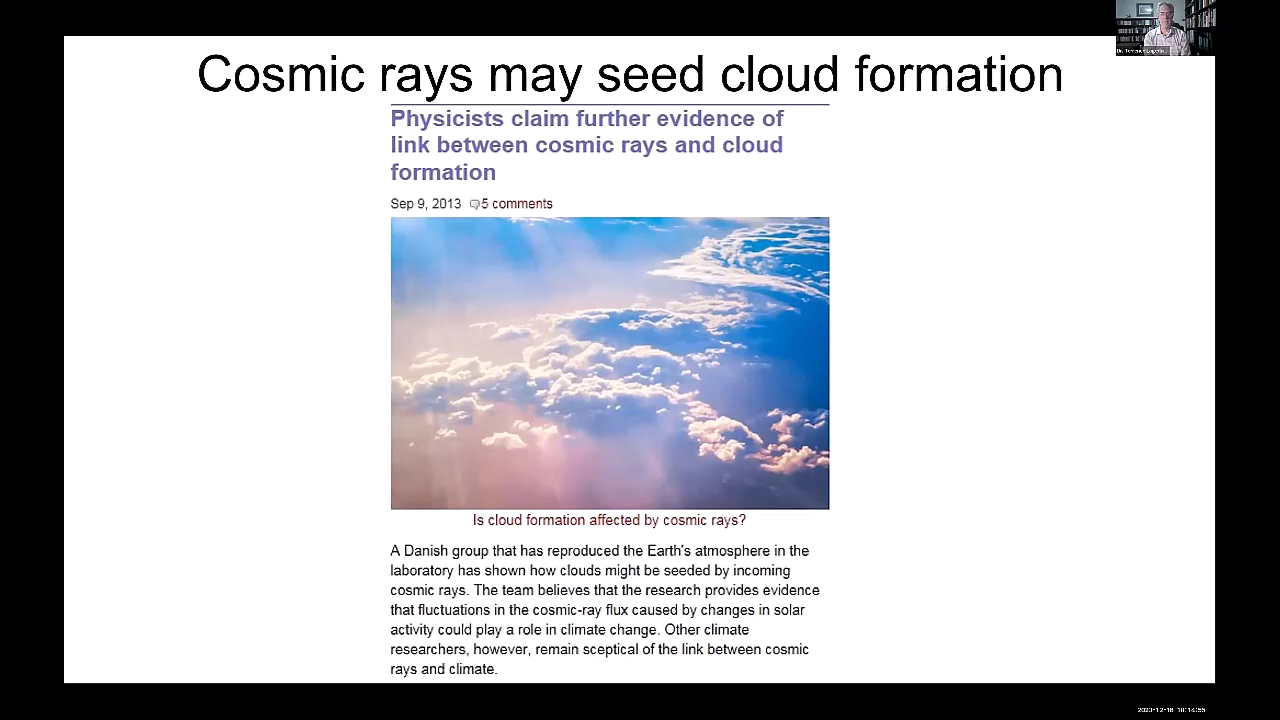 Cosmic rays may seed cloud formation
Physicists claim further evidence of
link between cosmic rays and cloud
formation
Sep 9, 2013 5 comments
Is cloud formation affected by cosmic rays?
A Danish group that has reproduced the Earth's atmosphere in the
laboratory has shown how clouds might be seeded by incoming
cosmic rays. The team believes that the research provides evidence
that fluctuations in the cosmic-ray flux caused by changes in solar
activity could play a role in climate change. Other climate
researchers, however, remain sceptical of the link between cosmic
rays and climate.